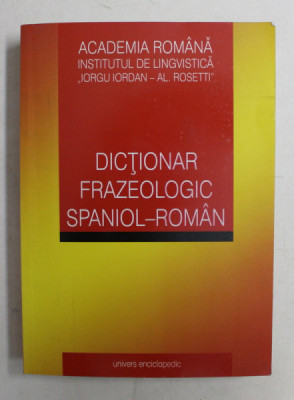 ACADEMIA ROMÂNĂ
INSTITUTUL DE LINGVISTICĂ
„IORGU IORDAN – AL. ROSETTI”
DICŢIONAR
FRAZEOLOGIC
SPANIOL–ROMÂN
univers enciclopedic